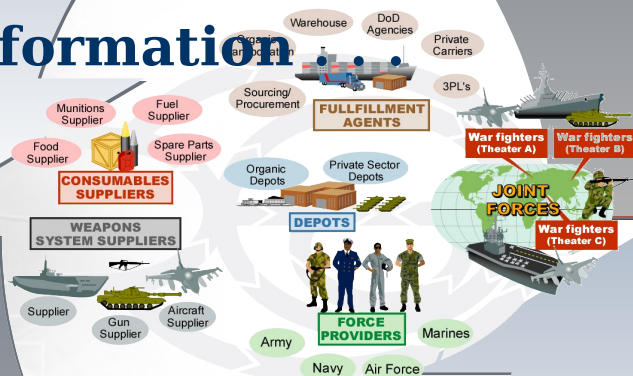 formation
Warehouse
DoD
Agencies
Private
Carriers
Organic
3PL's
Sourcing/
Procurement
FULLFILLMENT
AGENTS
Munitions
Supplier
Fuel
Supplier
Food
Supplier
Spare Parts
Supplier
CONSUMABLES
SUPPLIERS
War fighters
(Theater A)
War fighters
(Theater B)
JOINT
FORCES
War fighters
(Theater C)
Organic
Depots
Private Sector
Depots
DEPOTS
WEAPONS
SYSTEM SUPPLIERS
Supplier
Gun
Supplier
Aircraft
Supplier
FORCE
PROVIDERS
Army
Navy
Air Force
Marines